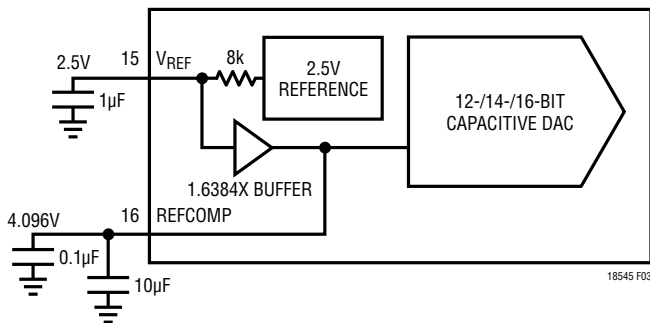 2.5V
15
VREF
8k
2.5V
REFERENCE
12-/14-/16-BIT
CAPACITIVE DAC
1µF
1.6384X BUFFER
4.096V
16
REFCOMP
0.1µF
10µF
18545 F03